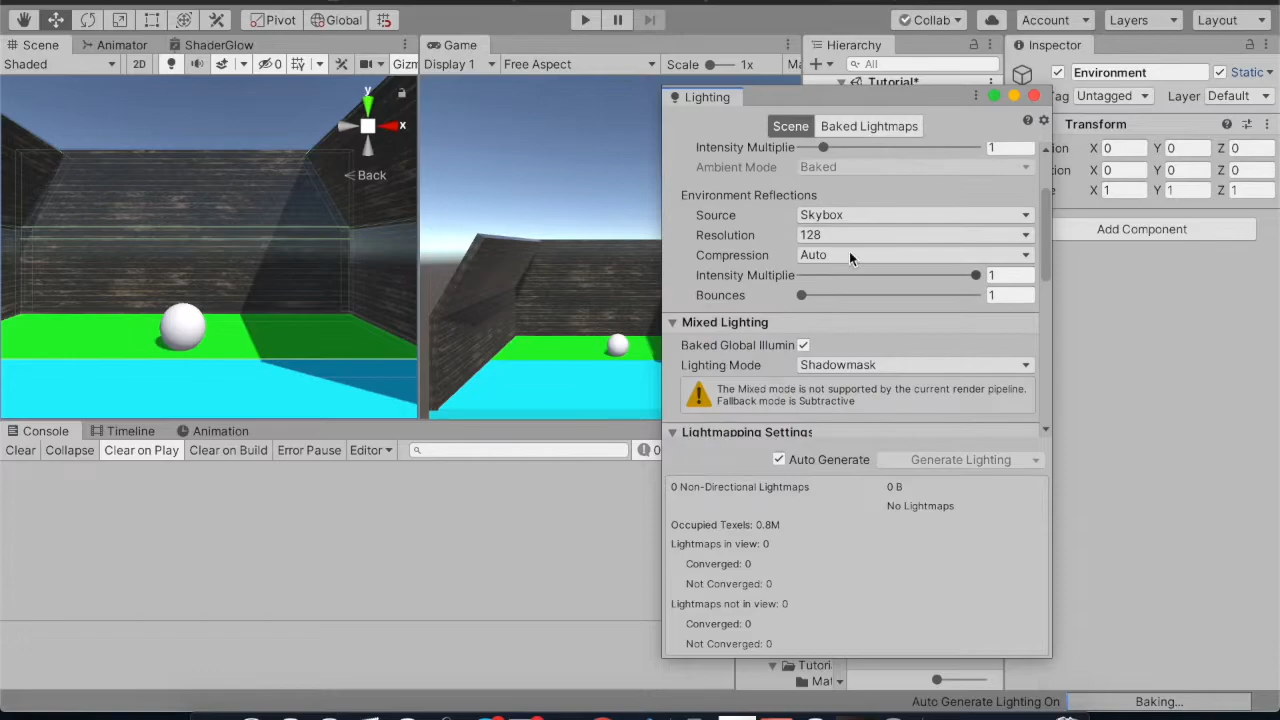 Pivot Global Collab Account Layers Layout
Scene Animator ShaderGlow Game Hierarchy Inspector
Shaded 2D 0 Gizm Display 1 Free Aspect Scale 1x Ma All Environment Static
Tutorial* Tag Untagged Layer Default
Lighting
Transform
Scene Baked Lightmaps
X 0 Y 0 Z 0
X 0 Y 0 Z 0
X 1 Y 1 Z 1
Add Component
y
x
Back
Intensity Multiplie 1
Ambient Mode Baked
Environment Reflections
Source Skybox
Resolution 128
Compression Auto
Intensity Multiplie 1
Bounces 1
Mixed Lighting
Baked Global Illumin
Lighting Mode Shadowmask
The Mixed mode is not supported by the current render pipeline.
Fallback mode is Subtractive
Lightmapping Settings
Auto Generate Generate Lighting
0 Non-Directional Lightmaps 0 B
No Lightmaps
Occupied Texels: 0.8M
Lightmaps in view: 0
Converged: 0
Not Converged: 0
Lightmaps not in view: 0
Converged: 0
Not Converged: 0
Console Timeline Animation
Clear Collapse Clear on Play Clear on Build Error Pause Editor 0
Tutori
Mat
Auto Generate Lighting On Baking...